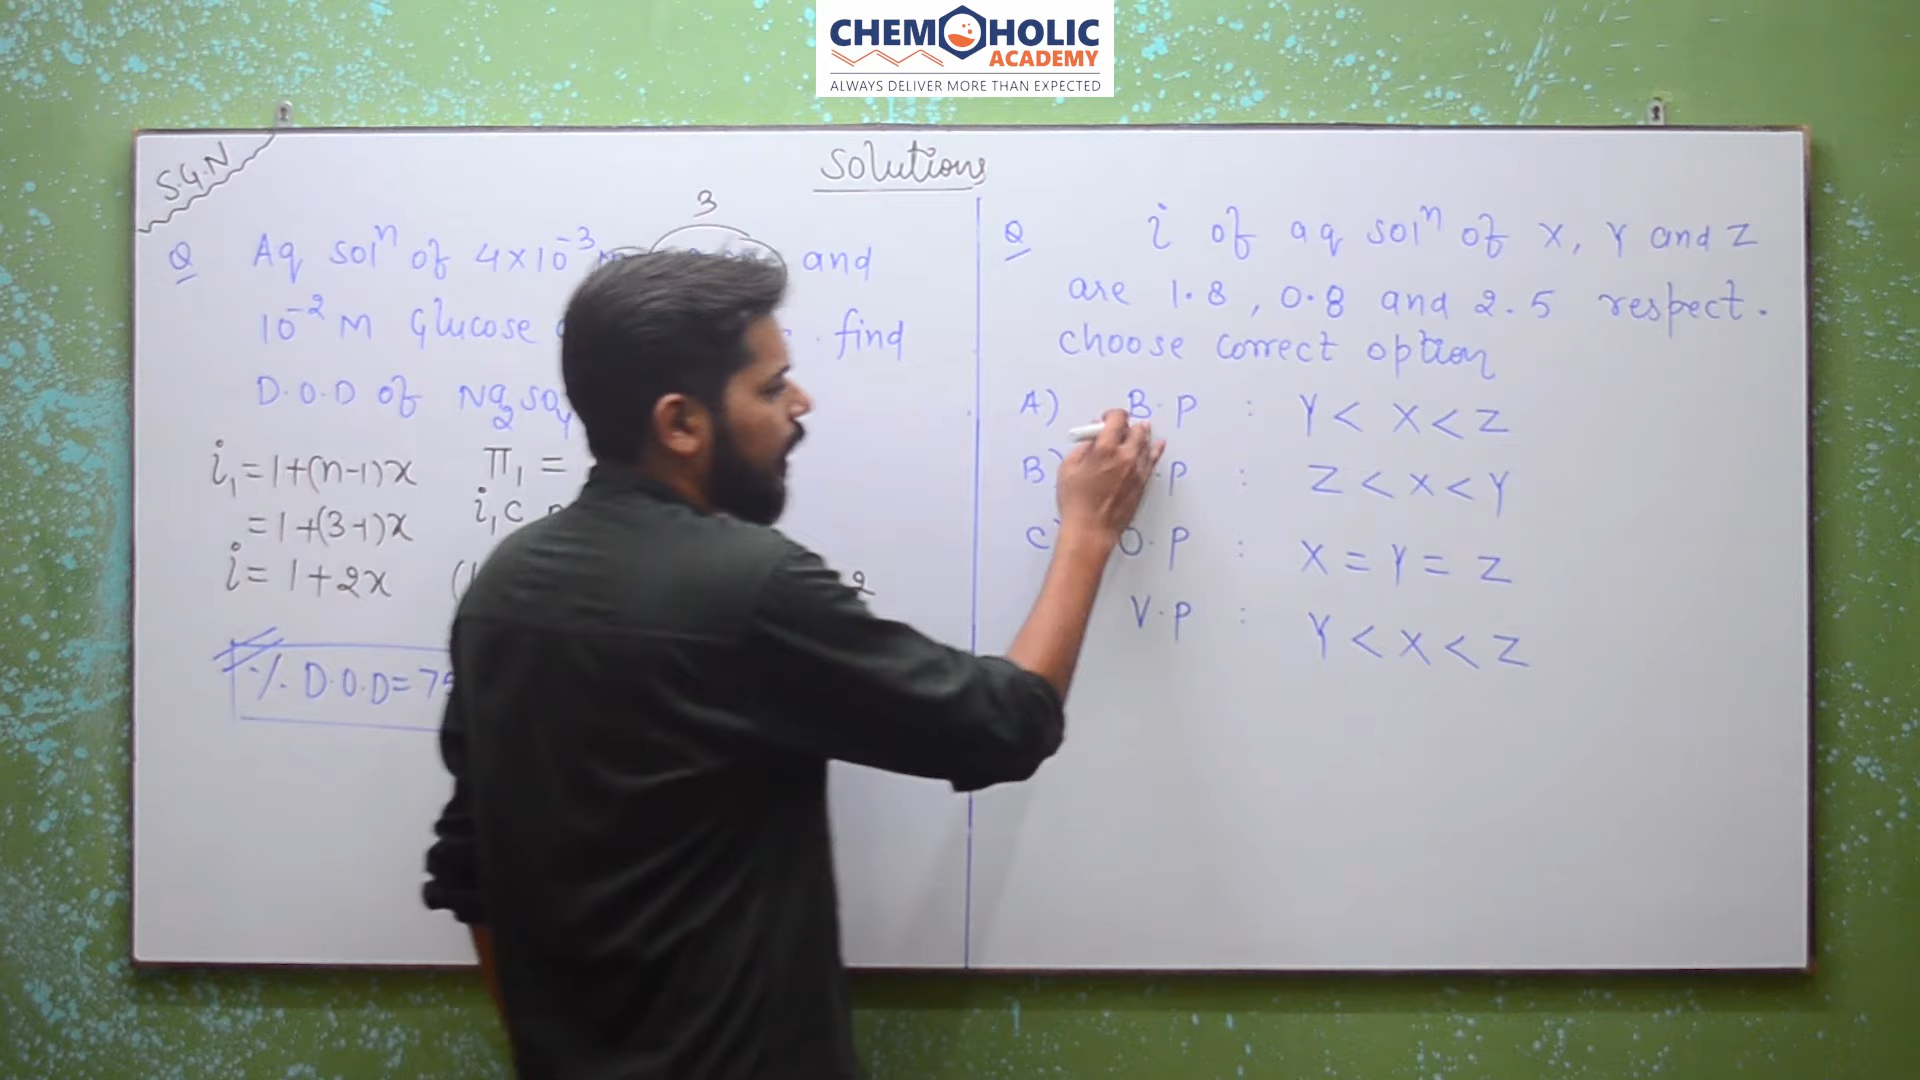 CHEMOHOLIC
ACADEMY
ALWAYS DELIVER MORE THAN EXPECTED
S.G.N
Solutions
3
Q Aq solⁿ of 4×10⁻³ and
10⁻² M Glucose . find
D.O.D of Na₂SO₄
i₁ = 1+(n-1)x π₁ =
= 1+(3-1)x i₁c
i = 1+2x ( 2
% D.O.D = 75
Q i of aq solⁿ of X, Y and Z
are 1.8, 0.8 and 2.5 respect.
choose correct option
A) B.P : Y < X < Z
B) .P : Z < X < Y
C) O.P : X = Y = Z
V.P : Y < X < Z